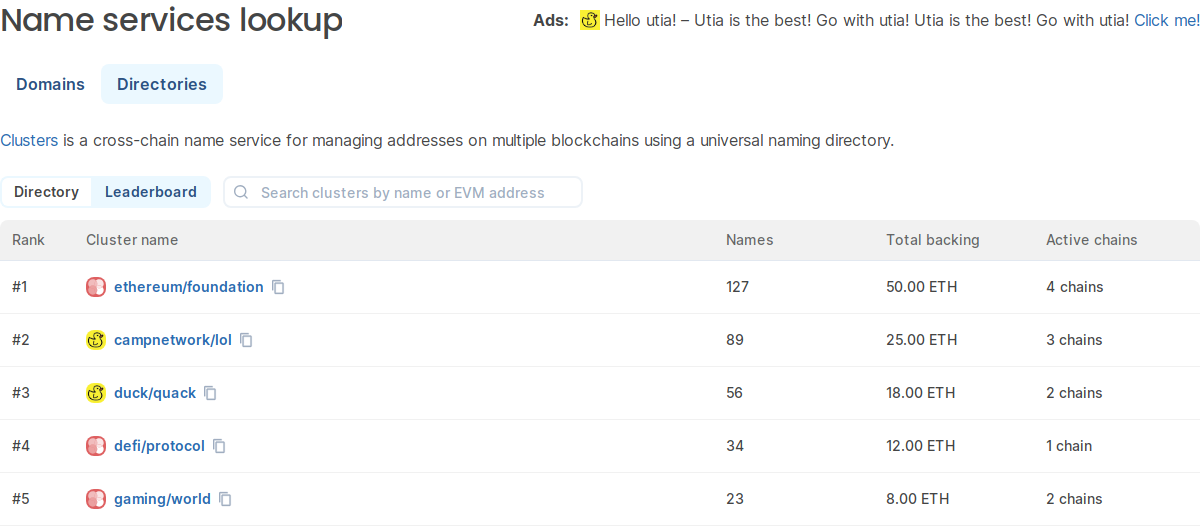 Name services lookup
Ads: Hello utia! – Utia is the best! Go with utia! Utia is the best! Go with utia! Click me!
Domains Directories
Clusters is a cross-chain name service for managing addresses on multiple blockchains using a universal naming directory.
Directory Leaderboard Search clusters by name or EVM address
Rank Cluster name Names Total backing Active chains
#1 ethereum/foundation 127 50.00 ETH 4 chains
#2 campnetwork/lol 89 25.00 ETH 3 chains
#3 duck/quack 56 18.00 ETH 2 chains
#4 defi/protocol 34 12.00 ETH 1 chain
#5 gaming/world 23 8.00 ETH 2 chains